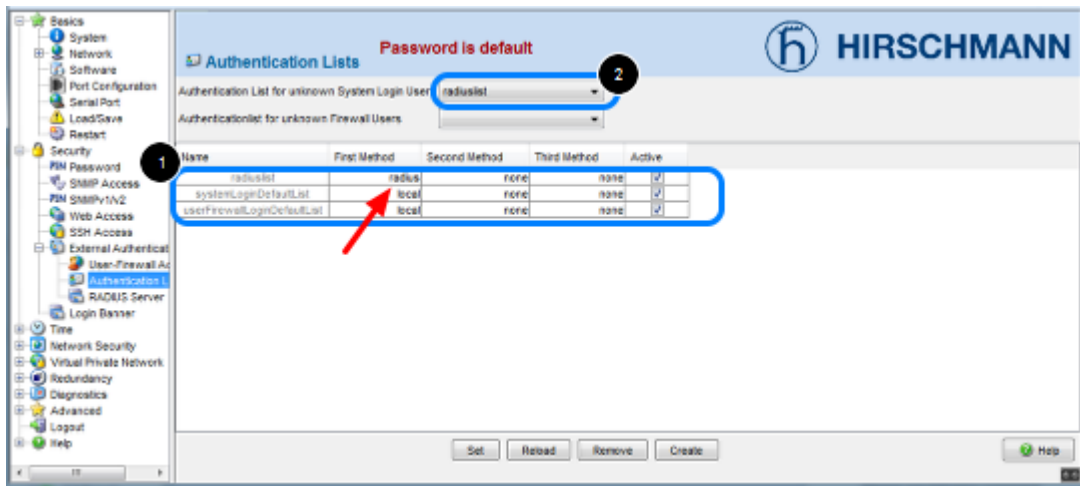 Basics
System
Network
Software
Port Configuration
Serial Port
Load/Save
Restart
Security
PIN Password
SNMP Access
PIN SNMPv1/v2
Web Access
SSH Access
External Authenticat
User-Firewall Ac
Authentication L
RADIUS Server
Login Banner
Time
Network Security
Virtual Private Network
Redundancy
Diagnostics
Advanced
Logout
Help
Authentication Lists
Password is default
HIRSCHMANN
Authentication List for unknown System Login User radiuslist
2
Authenticationlist for unknown Firewall Users
1
Name First Method Second Method Third Method Active
radiuslist radius none none
systemLoginDefaultList local none none
userFirewallLoginDefaultList local none none
Set Reload Remove Create Help